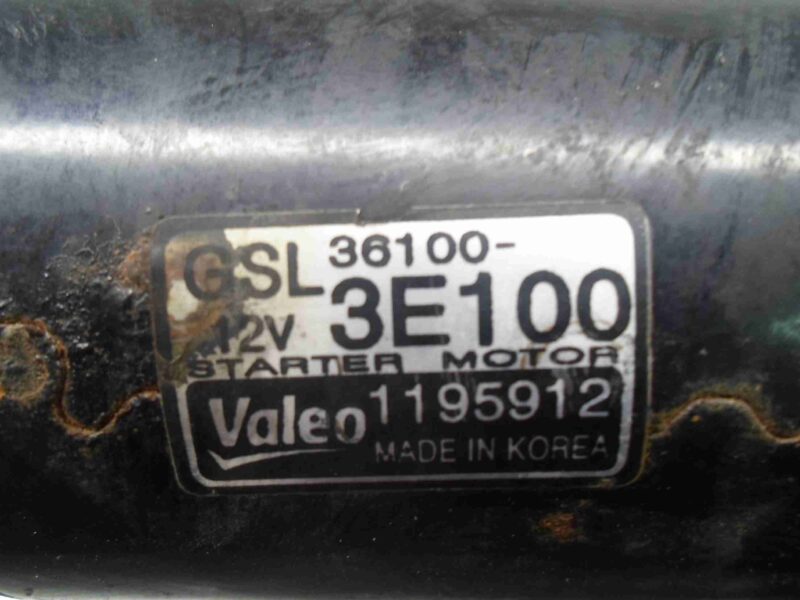 GSL 36100-
12V 3E100
STARTER MOTOR
Valeo 1195912
MADE IN KOREA